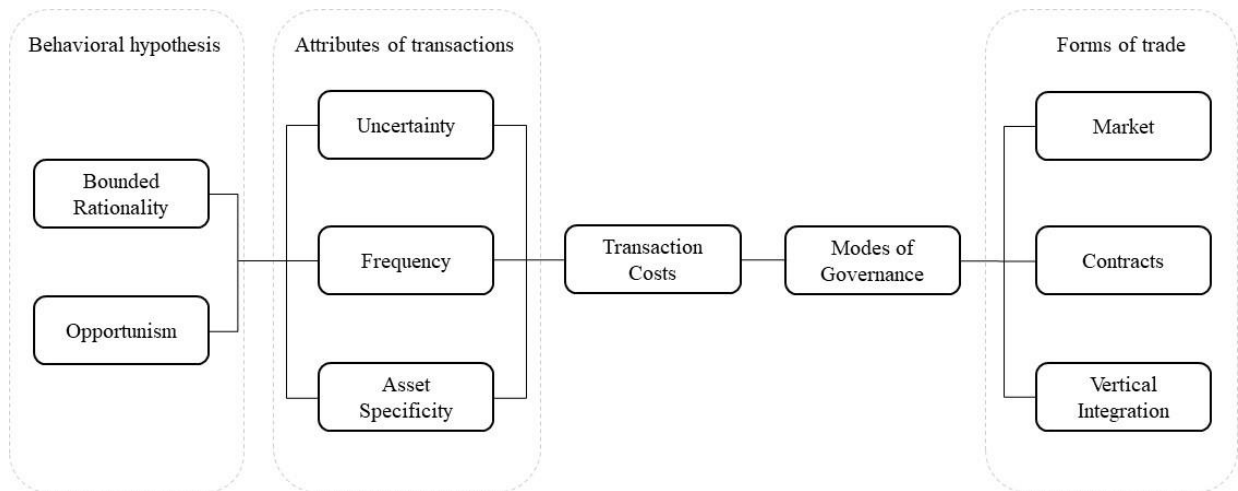 Behavioral hypothesis
Attributes of transactions
Forms of trade
Bounded
Rationality
Opportunism
Uncertainty
Frequency
Asset
Specificity
Transaction
Costs
Modes of
Governance
Market
Contracts
Vertical
Integration